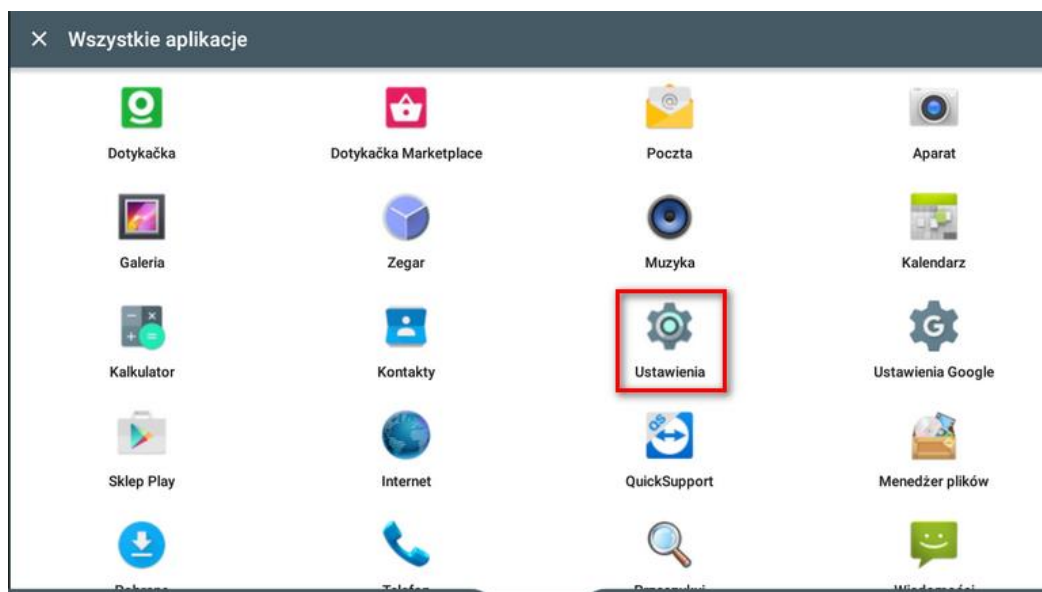 Wszystkie aplikacje
Dotykačka
Dotykačka Marketplace
Poczta
Aparat
Galeria
Zegar
Muzyka
Kalendarz
Kalkulator
Kontakty
Ustawienia
Ustawienia Google
Sklep Play
Internet
QuickSupport
Menedżer plików